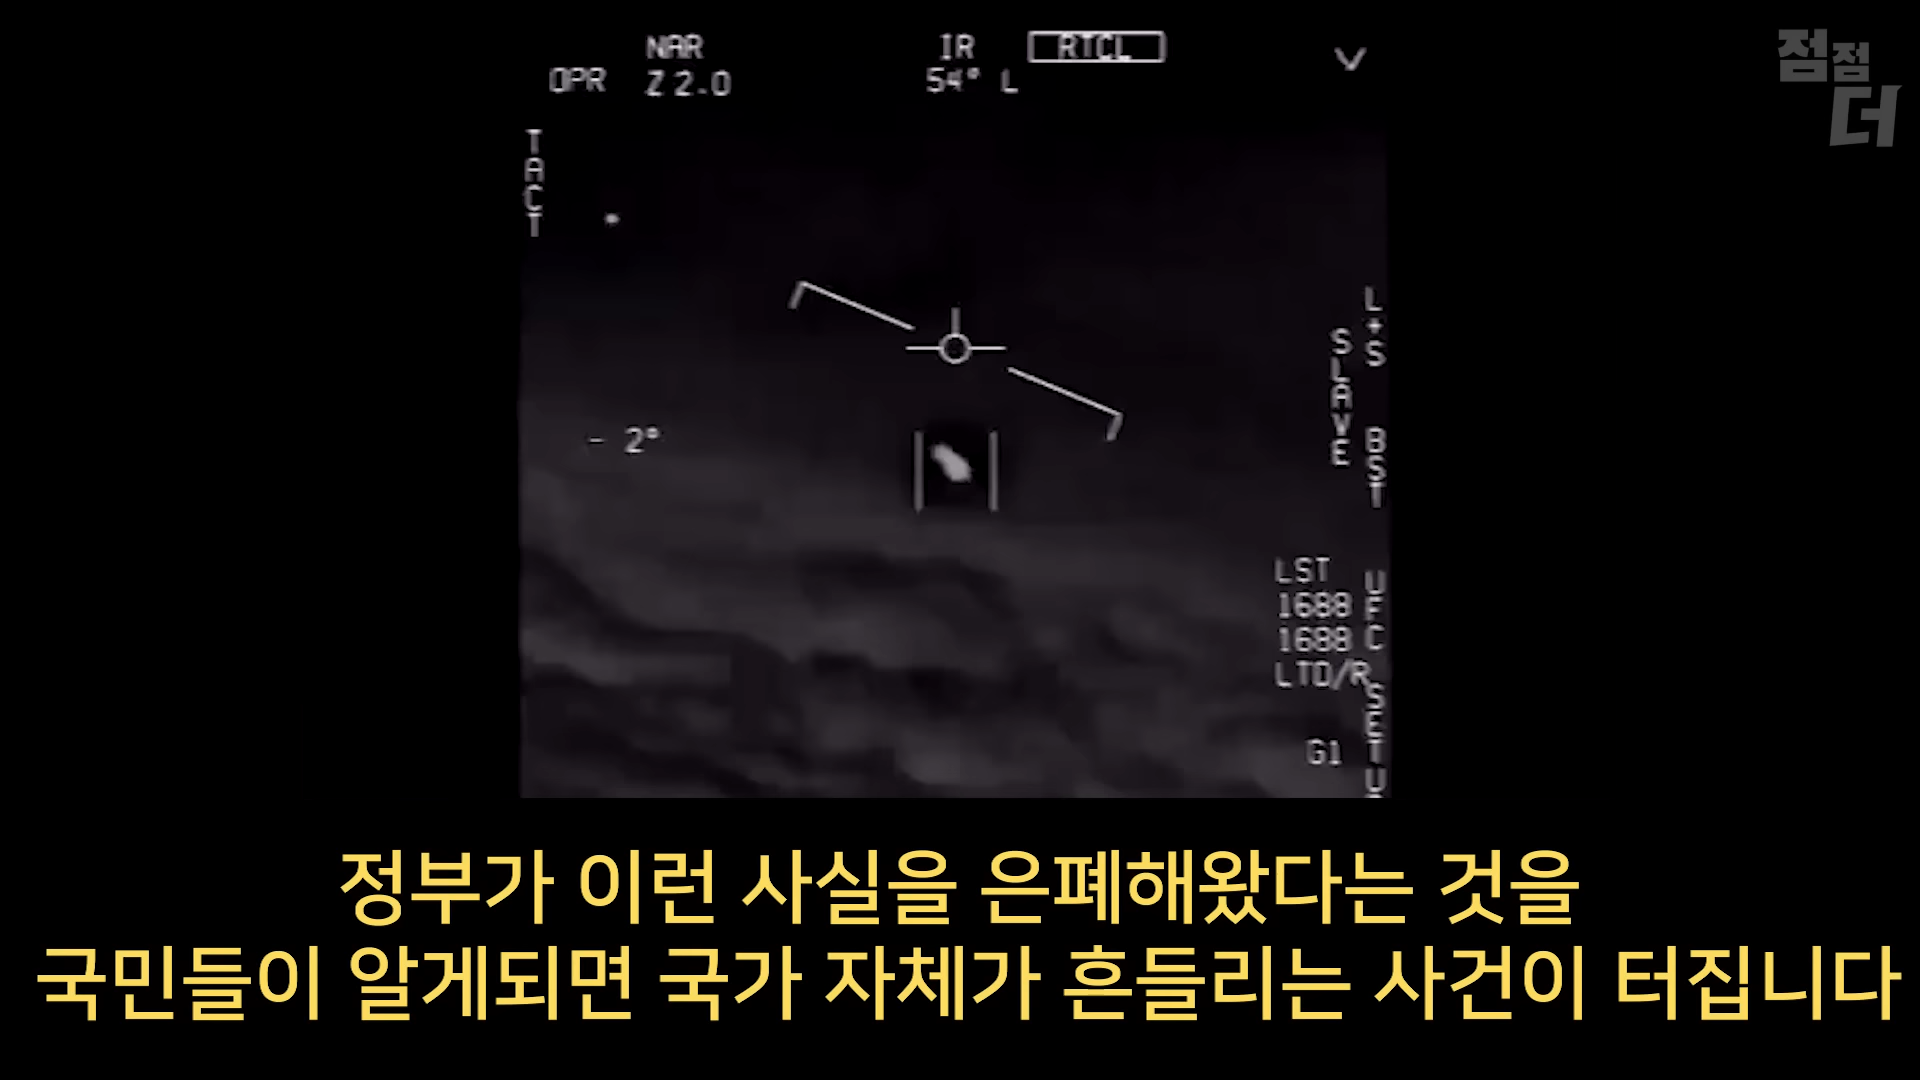 NAR
IR
RTCL
OPR
Z 2.0
54° L
TACT
- 2°
L+S
SLAVE
BST
LST
1688
1688
LTD/R
UFC
SETU
G1
점점
더
정부가 이런 사실을 은폐해왔다는 것을
국민들이 알게되면 국가 자체가 흔들리는 사건이 터집니다